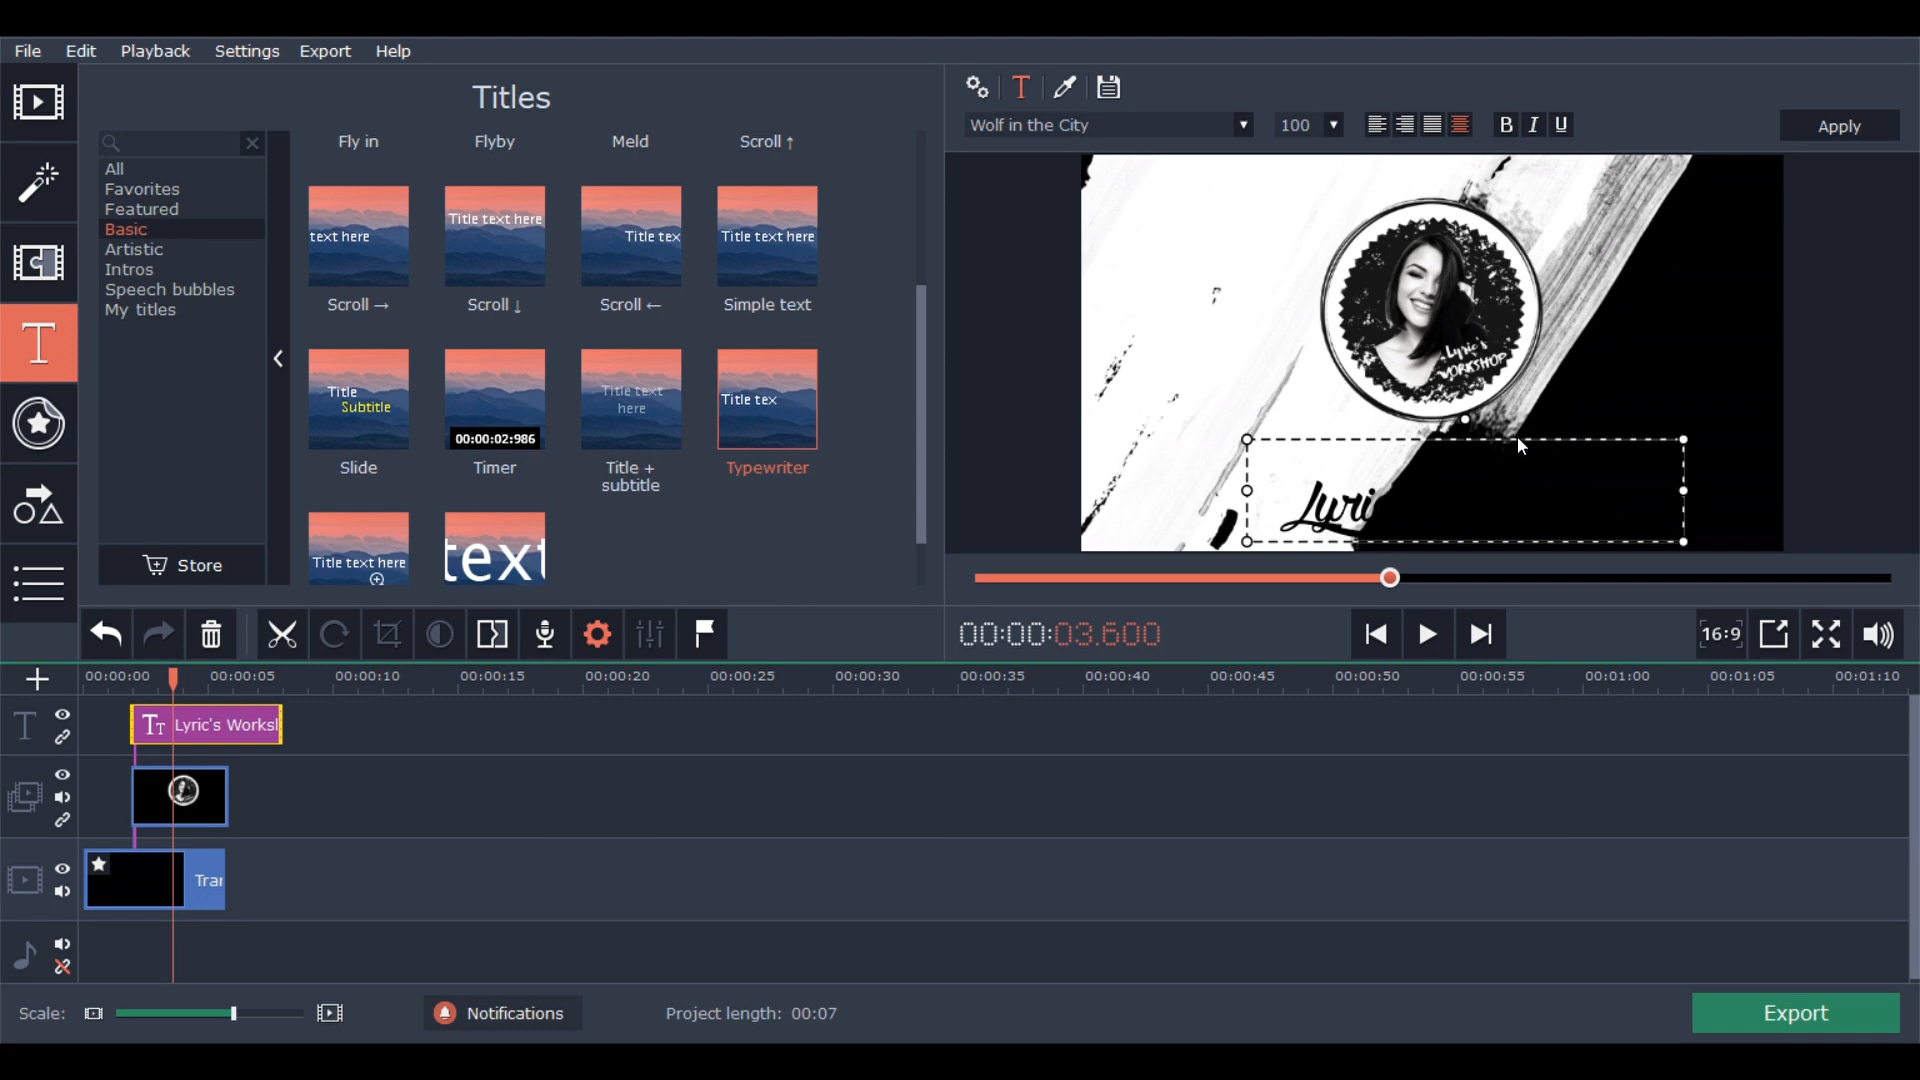 File Edit Playback Settings Export Help
Titles
All
Favorites
Featured
Basic
Artistic
Intros
Speech bubbles
My titles
Store
Fly in Flyby Meld Scroll ↑
text here Title text here Title tex Title text here
Scroll → Scroll ↓ Scroll ← Simple text
Title
Subtitle
00:00:02:986
Title text
here
Title tex
Slide Timer Title +
subtitle
Typewriter
Title text here
text
T
Wolf in the City 100 B I U Apply
Lyric's
WORKSHOP
Lyri
00:00:03.600
16:9
00:00:00 00:00:05 00:00:10 00:00:15 00:00:20 00:00:25 00:00:30 00:00:35 00:00:40 00:00:45 00:00:50 00:00:55 00:01:00 00:01:05 00:01:10
Lyric's Worksl
Trar
Scale: Notifications Project length: 00:07 Export